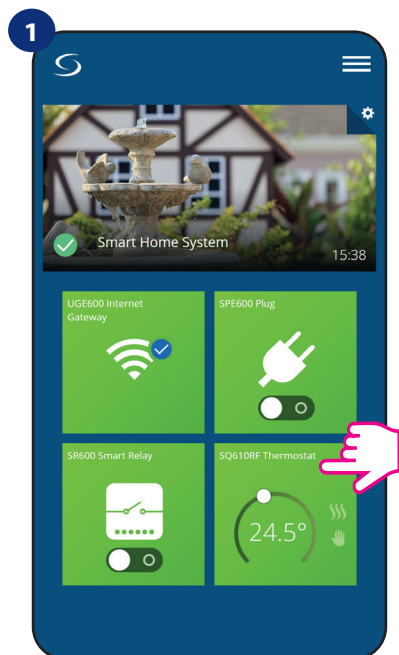 1
Smart Home System
15:38
UGE600 Internet
Gateway
SPE600 Plug
SR600 Smart Relay
SQ610RF Thermostat
24.5°